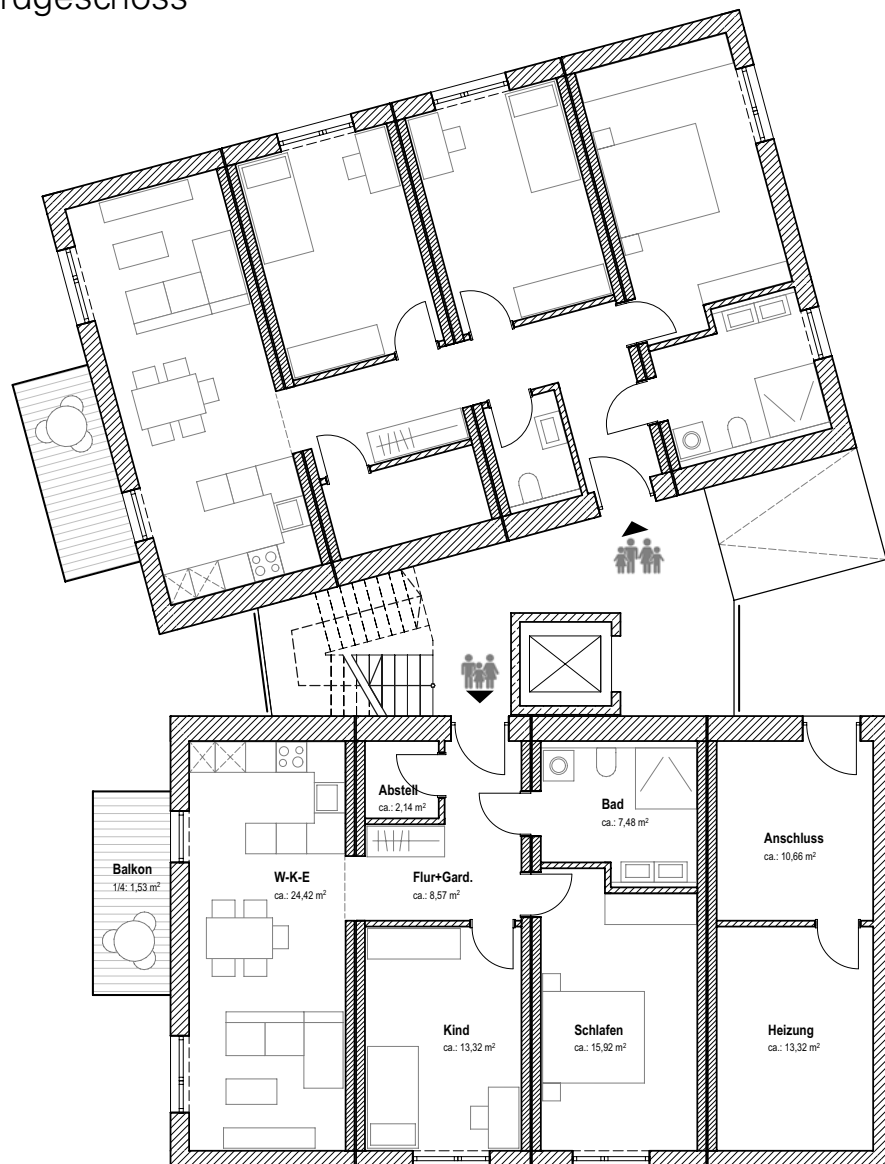 rdgeschoss
Abstell
ca.: 2,14 m²
Bad
ca.: 7,48 m²
Anschluss
ca.: 10,66 m²
Balkon
1/4: 1,53 m²
W-K-E
ca.: 24,42 m²
Flur+Gard.
ca.: 8,57 m²
Kind
ca.: 13,32 m²
Schlafen
ca.: 15,92 m²
Heizung
ca.: 13,32 m²